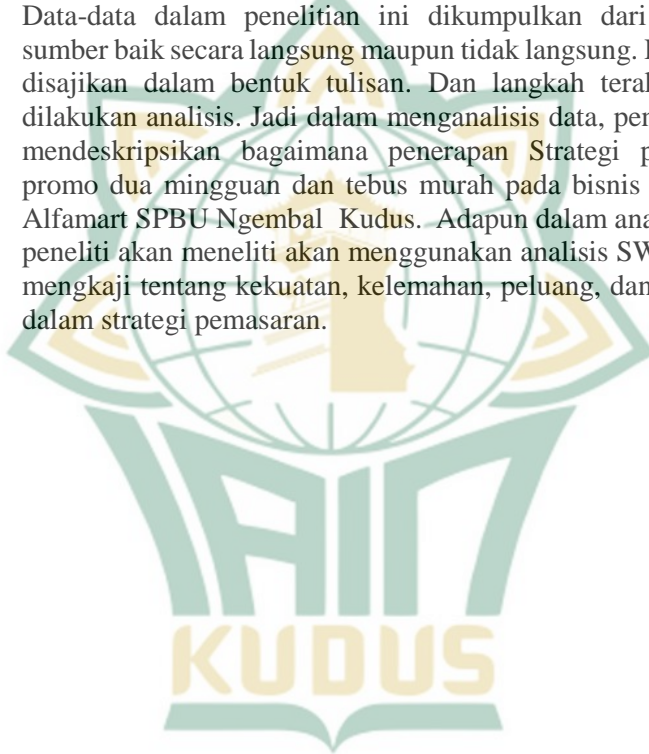 Data-data dalam penelitian ini dikumpulkan dari
sumber baik secara langsung maupun tidak langsung.
disajikan dalam bentuk tulisan. Dan langkah
dilakukan analisis. Jadi dalam menganalisis data,
mendeskripsikan bagaimana penerapan Strategi
promo dua mingguan dan tebus murah pada bisnis
Alfamart SPBU Ngembal Kudus. Adapun dalam
peneliti akan meneliti akan menggunakan analisis
mengkaji tentang kekuatan, kelemahan, peluang, dan
dalam strategi pemasaran.
IAIN
KUDUS